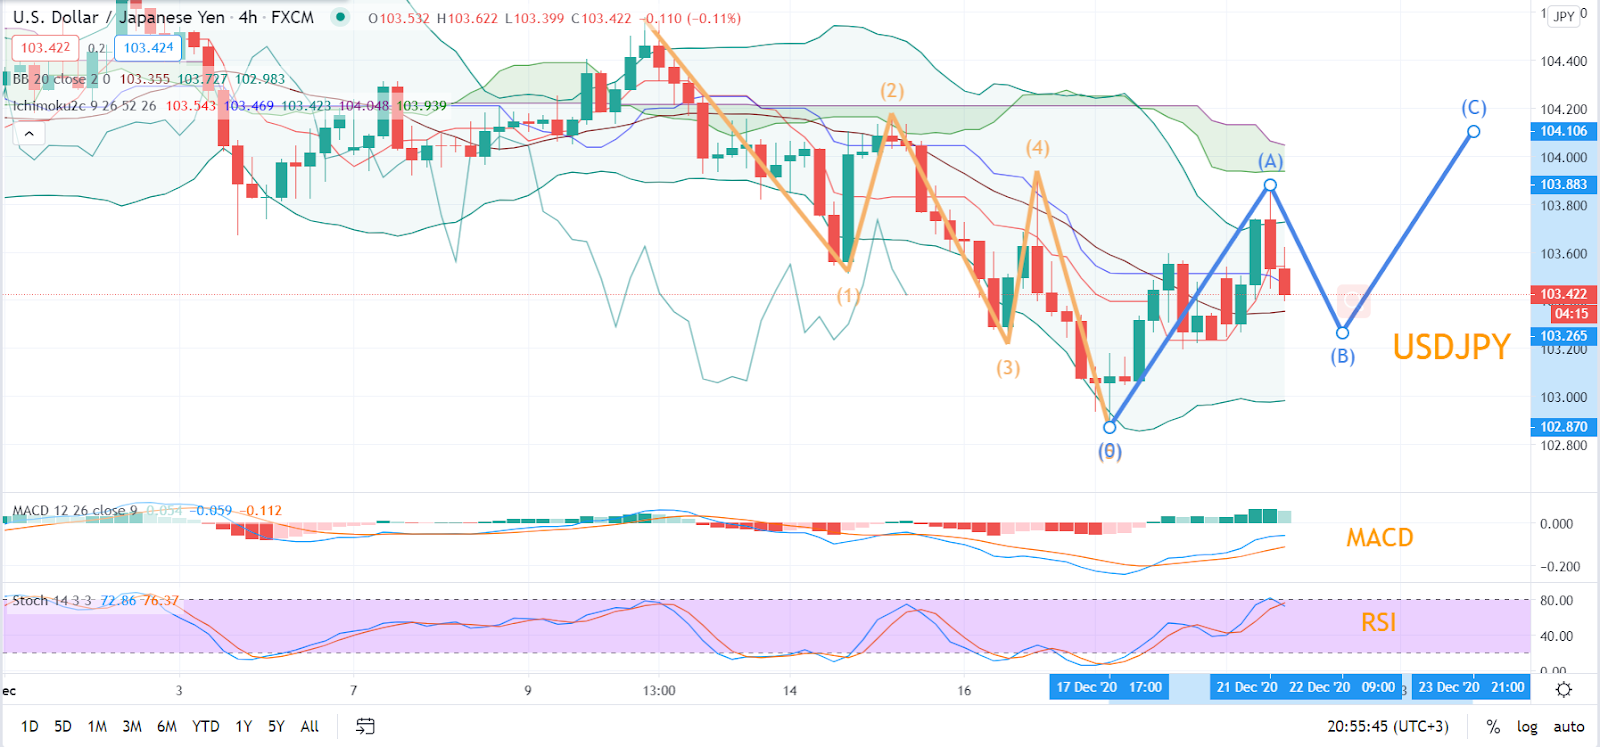 U.S. Dollar / Japanese Yen · 4h · FXCM O103.532 H103.622 L103.399 C103.422 −0.110 (−0.11%)
JPY
103.422 0.2 103.424
BB 20 close 2 0 103.355 103.727 102.983
Ichimoku2c 9 26 52 26 103.543 103.469 103.423 104.048 103.939
104.400
104.200
104.106
104.000
103.883
103.800
103.600
103.422
04:15
103.265
103.200
103.000
102.870
102.800
(1)
(2)
(3)
(4)
(0)
(A)
(B)
(C)
USDJPY
MACD 12 26 close 9 0.054 −0.059 −0.112
MACD
0.000
−0.200
Stoch 14 3 3 72.86 76.37
RSI
80.00
40.00
0.00
ec 3 7 9 13:00 14 16 17 Dec '20 17:00 21 Dec '20 22 Dec '20 09:00 3 23 Dec '20 21:00
1D 5D 1M 3M 6M YTD 1Y 5Y All 20:55:45 (UTC+3) % log auto